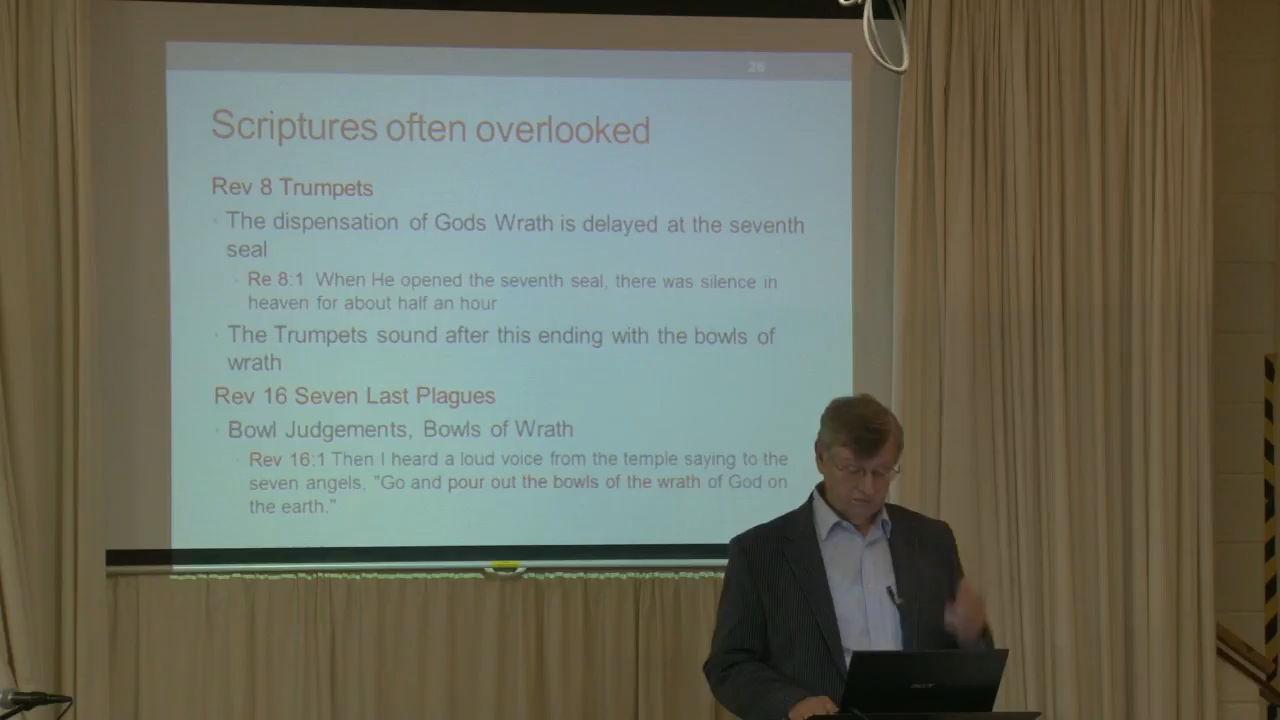 26
Scriptures often overlooked
Rev 8 Trumpets
The dispensation of Gods Wrath is delayed at the seventh
seal
Re 8:1 When He opened the seventh seal, there was silence in
heaven for about half an hour
The Trumpets sound after this ending with the bowls of
wrath
Rev 16 Seven Last Plagues
Bowl Judgements, Bowls of Wrath
Rev 16:1 Then I heard a loud voice from the temple saying to the
seven angels, "Go and pour out the bowls of the wrath of God on
the earth."
acer